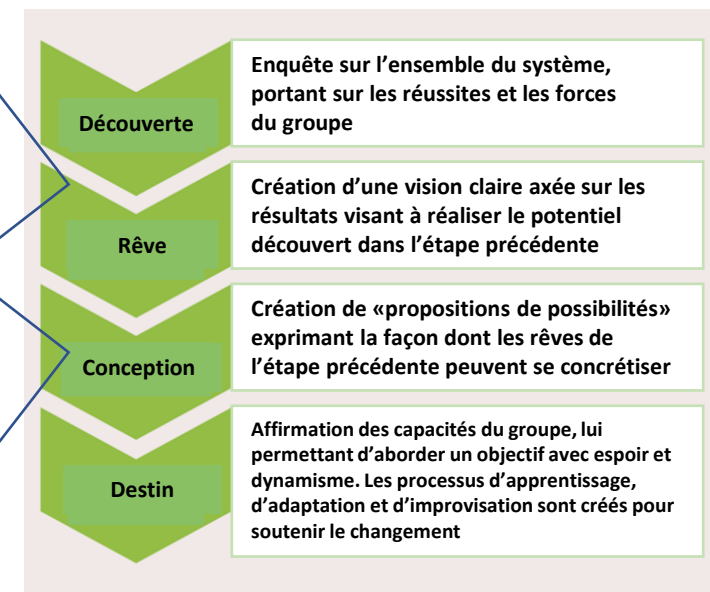 Découverte
Enquête sur l’ensemble du système,
portant sur les réussites et les forces
du groupe
Rêve
Création d’une vision claire axée sur les
résultats visant à réaliser le potentiel
découvert dans l’étape précédente
Conception
Création de «propositions de possibilités»
exprimant la façon dont les rêves de
l’étape précédente peuvent se concrétiser
Destin
Affirmation des capacités du groupe, lui
permettant d’aborder un objectif avec espoir et
dynamisme. Les processus d’apprentissage,
d’adaptation et d’improvisation sont créés pour
soutenir le changement